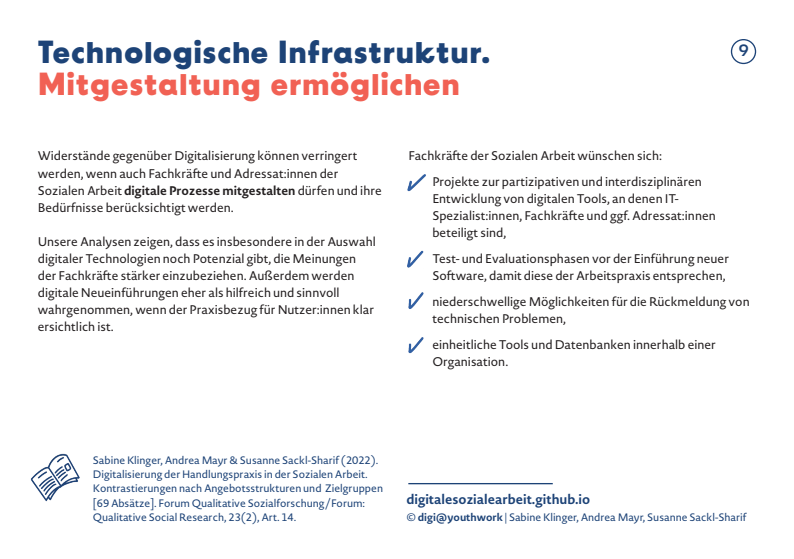 Technologische Infrastruktur.
Mitgestaltung ermöglichen
9
Widerstände gegenüber Digitalisierung können verringert
werden, wenn auch Fachkräfte und Adressat:innen der
Sozialen Arbeit digitale Prozesse mitgestalten dürfen und ihre
Bedürfnisse berücksichtigt werden.
Unsere Analysen zeigen, dass es insbesondere in der Auswahl
digitaler Technologien noch Potenzial gibt, die Meinungen
der Fachkräfte stärker einzubeziehen. Außerdem werden
digitale Neueinführungen eher als hilfreich und sinnvoll
wahrgenommen, wenn der Praxisbezug für Nutzer:innen klar
ersichtlich ist.
Fachkräfte der Sozialen Arbeit wünschen sich:
Projekte zur partizipativen und interdisziplinären
Entwicklung von digitalen Tools, an denen IT-
Spezialist:innen, Fachkräfte und ggf. Adressat:innen
beteiligt sind,
Test- und Evaluationsphasen vor der Einführung neuer
Software, damit diese der Arbeitspraxis entsprechen,
niederschwellige Möglichkeiten für die Rückmeldung von
technischen Problemen,
einheitliche Tools und Datenbanken innerhalb einer
Organisation.
Sabine Klinger, Andrea Mayr & Susanne Sackl-Sharif (2022).
Digitalisierung der Handlungspraxis in der Sozialen Arbeit.
Kontrastierungen nach Angebotsstrukturen und Zielgruppen
[69 Absätze]. Forum Qualitative Sozialforschung/Forum:
Qualitative Social Research, 23(2), Art. 14.
digitalesozialearbeit.github.io
© digi@youthwork | Sabine Klinger, Andrea Mayr, Susanne Sackl-Sharif